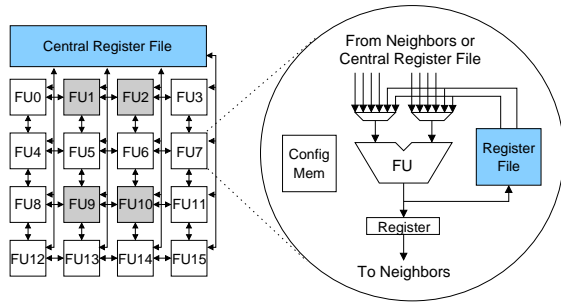 Central Register File
FU0 FU1 FU2 FU3
FU4 FU5 FU6 FU7
FU8 FU9 FU10 FU11
FU12 FU13 FU14 FU15
From Neighbors or
Central Register File
Config
Mem
FU
Register
File
Register
To Neighbors